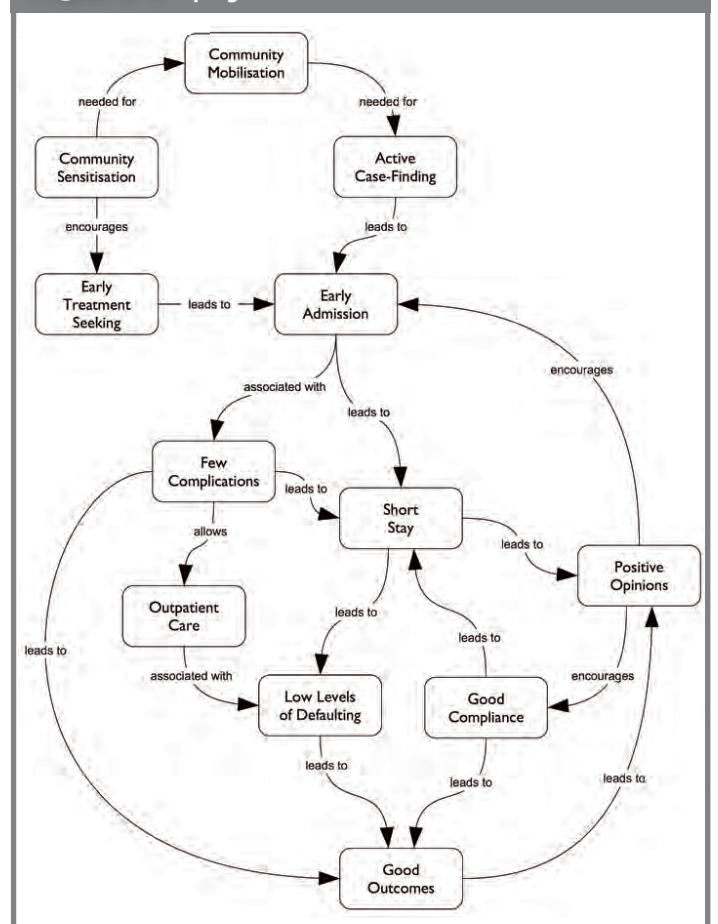 Community
Mobilisation
needed for
needed for
Community
Sensitisation
Active
Case-Finding
encourages
leads to
Early
Treatment
Seeking
leads to
Early
Admission
encourages
associated with
leads to
Few
Complications
leads to
Short
Stay
allows
leads to
Positive
Opinions
Outpatient
Care
leads to
leads to
leads to
associated with
encourages
Low Levels
of Defaulting
Good
Compliance
leads to
leads to
leads to
Good
Outcomes